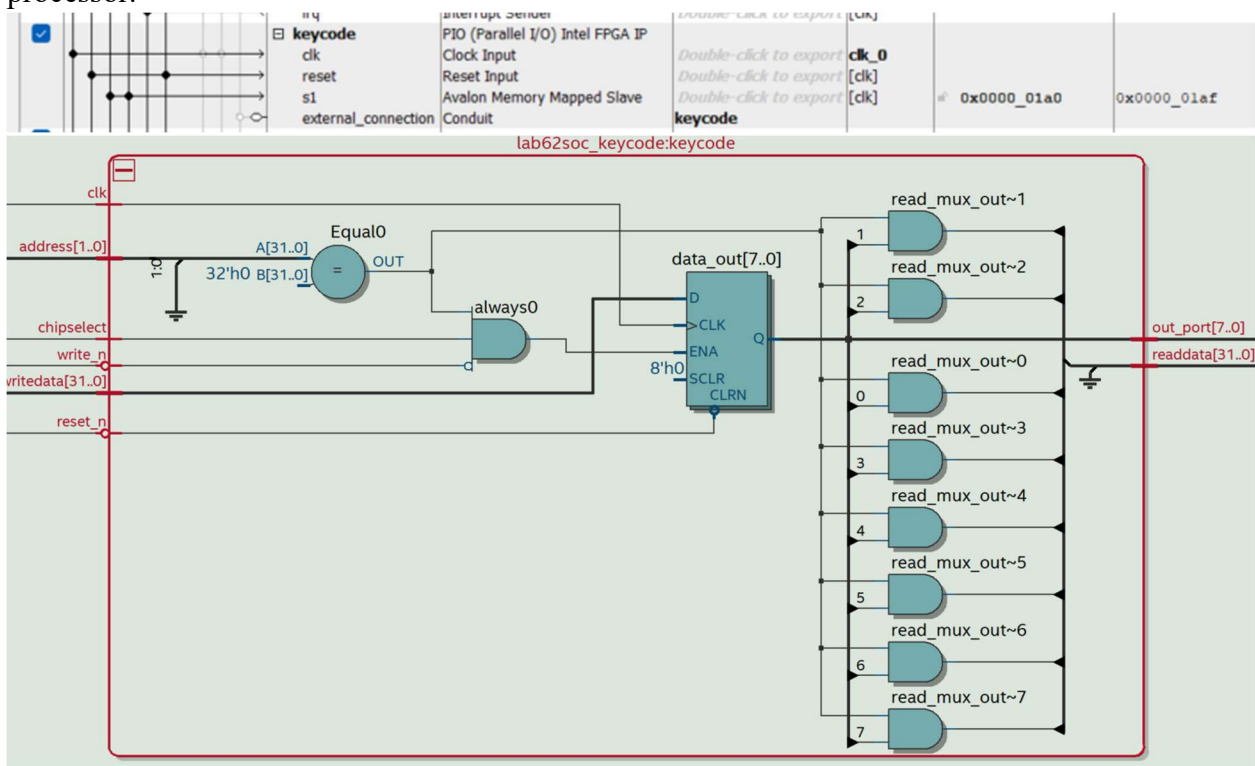 processor.
irq Interrupt Sender Double-click to export [clk]
keycode PIO (Parallel I/O) Intel FPGA IP
clk Clock Input Double-click to export clk_0
reset Reset Input Double-click to export [clk]
s1 Avalon Memory Mapped Slave Double-click to export [clk] 0x0000_01a0 0x0000_01af
external_connection Conduit keycode
lab62soc_keycode:keycode
clk
read_mux_out~1
1
address[1..0]
1:0
Equal0
A[31..0]
32'h0 B[31..0]
=
OUT
data_out[7..0]
read_mux_out~2
2
always0
D
chipselect
CLK
write_n
ENA
Q
out_port[7..0]
writedata[31..0]
8'h0
SCLR
CLRN
readdata[31..0]
read_mux_out~0
0
reset_n
read_mux_out~3
3
read_mux_out~4
4
read_mux_out~5
5
read_mux_out~6
6
read_mux_out~7
7